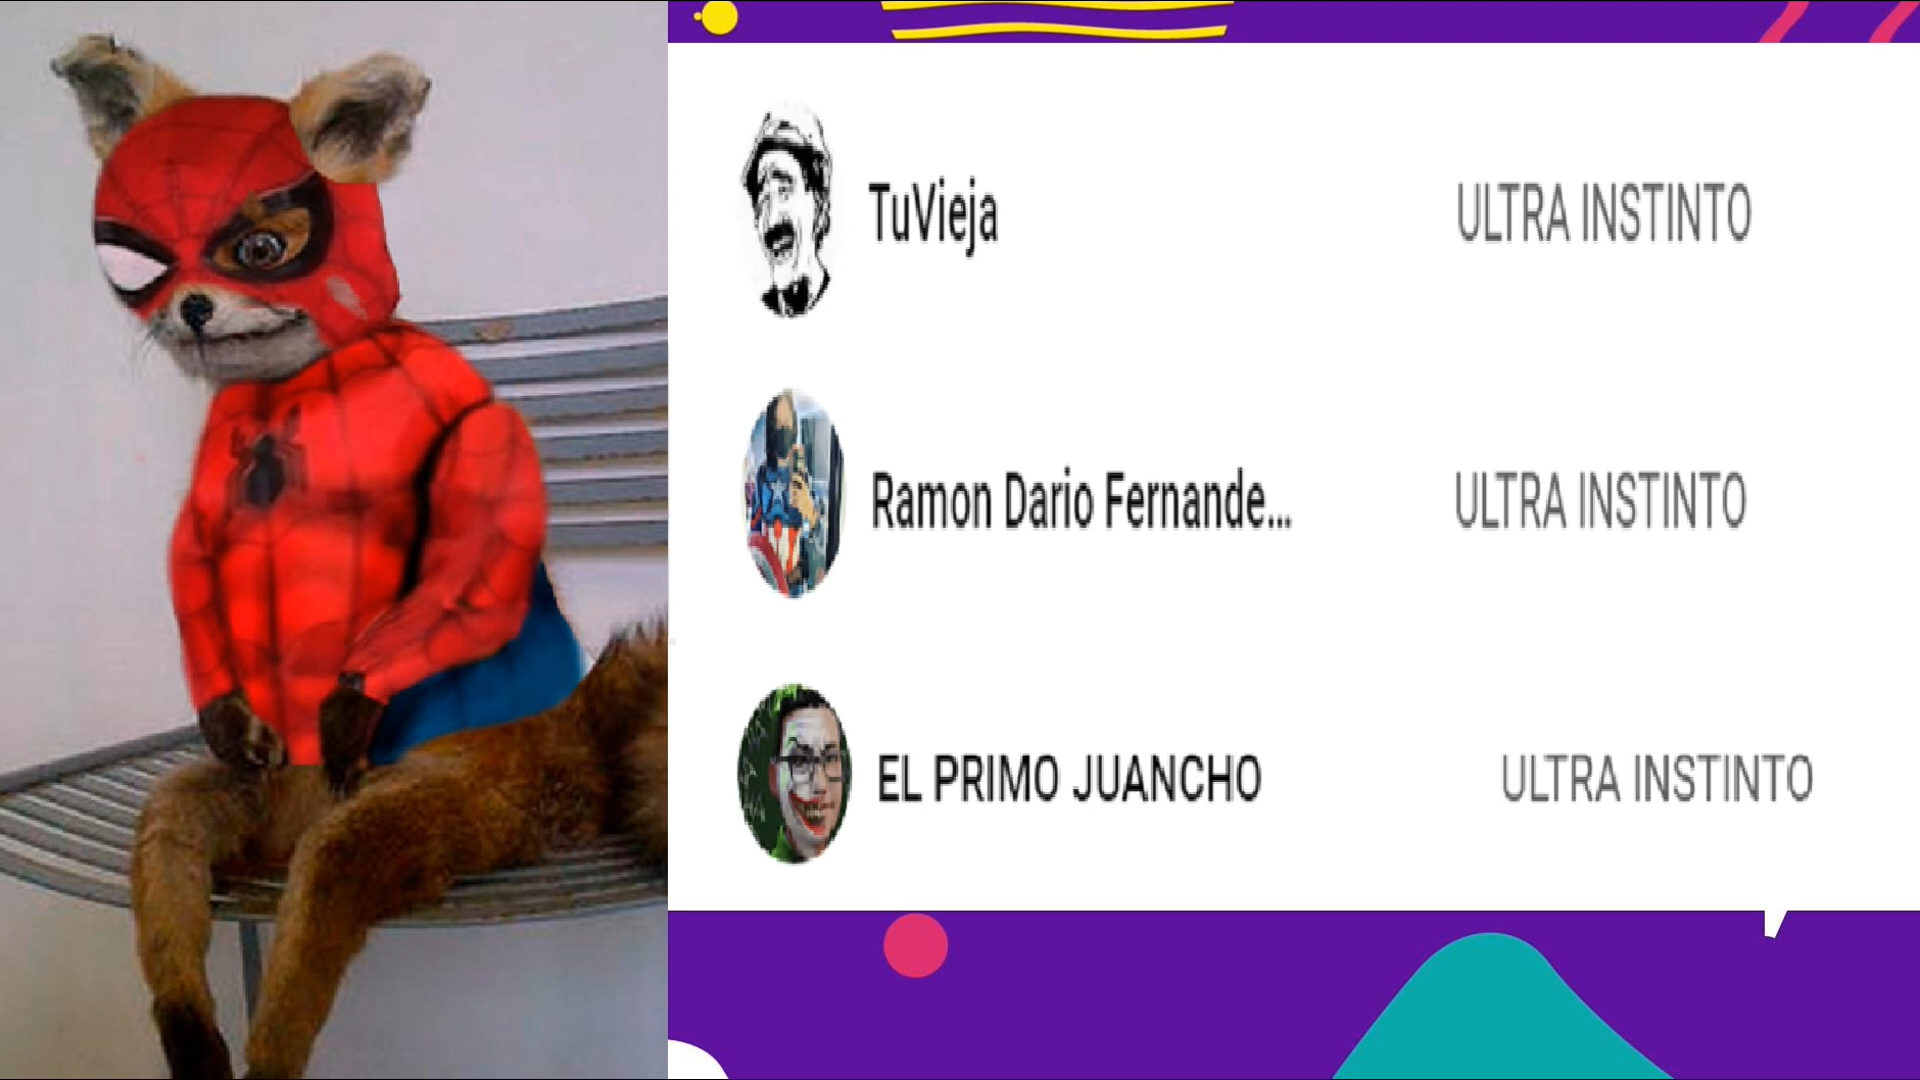 TuVieja ULTRA INSTINTO
Ramon Dario Fernande... ULTRA INSTINTO
EL PRIMO JUANCHO ULTRA INSTINTO